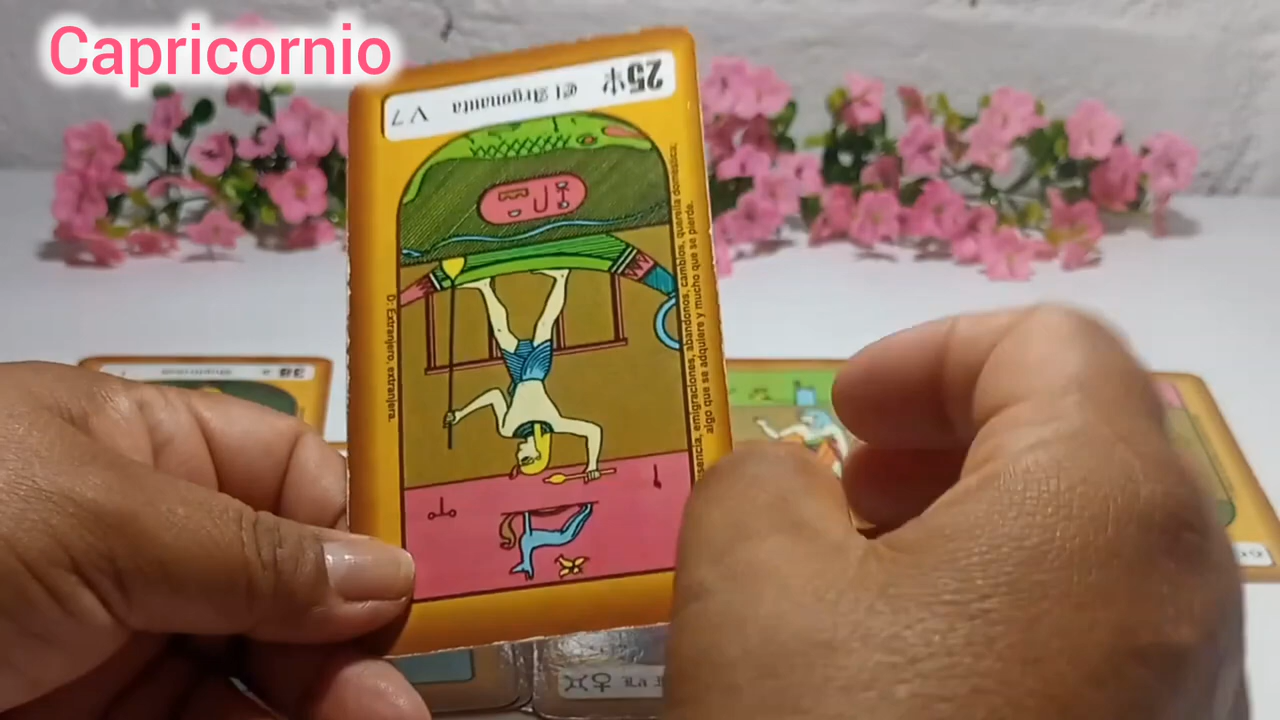 Capricornio
25 El Argonauta V 7
D: Extranjero, extranjera.
sencia, emigraciones, abandonos, cambios, querella doméstica;
algo que se adquiere y mucho que se pierde.
38